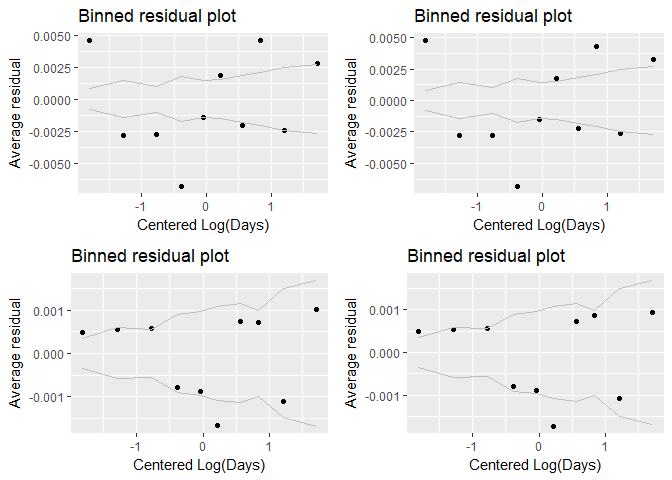 Binned residual plot
0.0050
0.0025
0.0000
-0.0025
-0.0050
Average residual
-1
0
1
Centered Log(Days)
Binned residual plot
0.0050
0.0025
0.0000
-0.0025
-0.0050
Average residual
-1
0
1
Centered Log(Days)
Binned residual plot
0.001
0.000
-0.001
Average residual
-1
0
1
Centered Log(Days)
Binned residual plot
0.001
0.000
-0.001
Average residual
-1
0
1
Centered Log(Days)